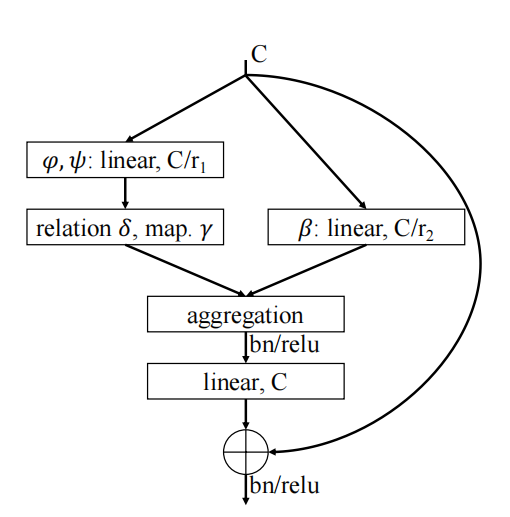 C
φ, ψ: linear, C/r₁
relation δ, map. γ
β: linear, C/r₂
aggregation
bn/relu
linear, C
bn/relu